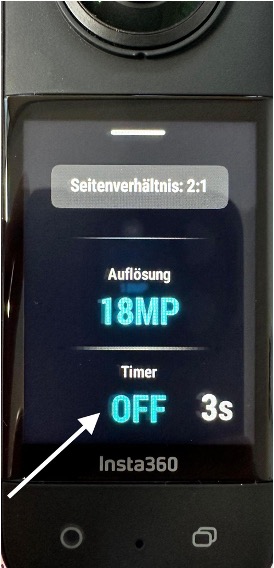 Seitenverhältnis: 2:1
Auflösung
18MP
Timer
OFF 3s
Insta360